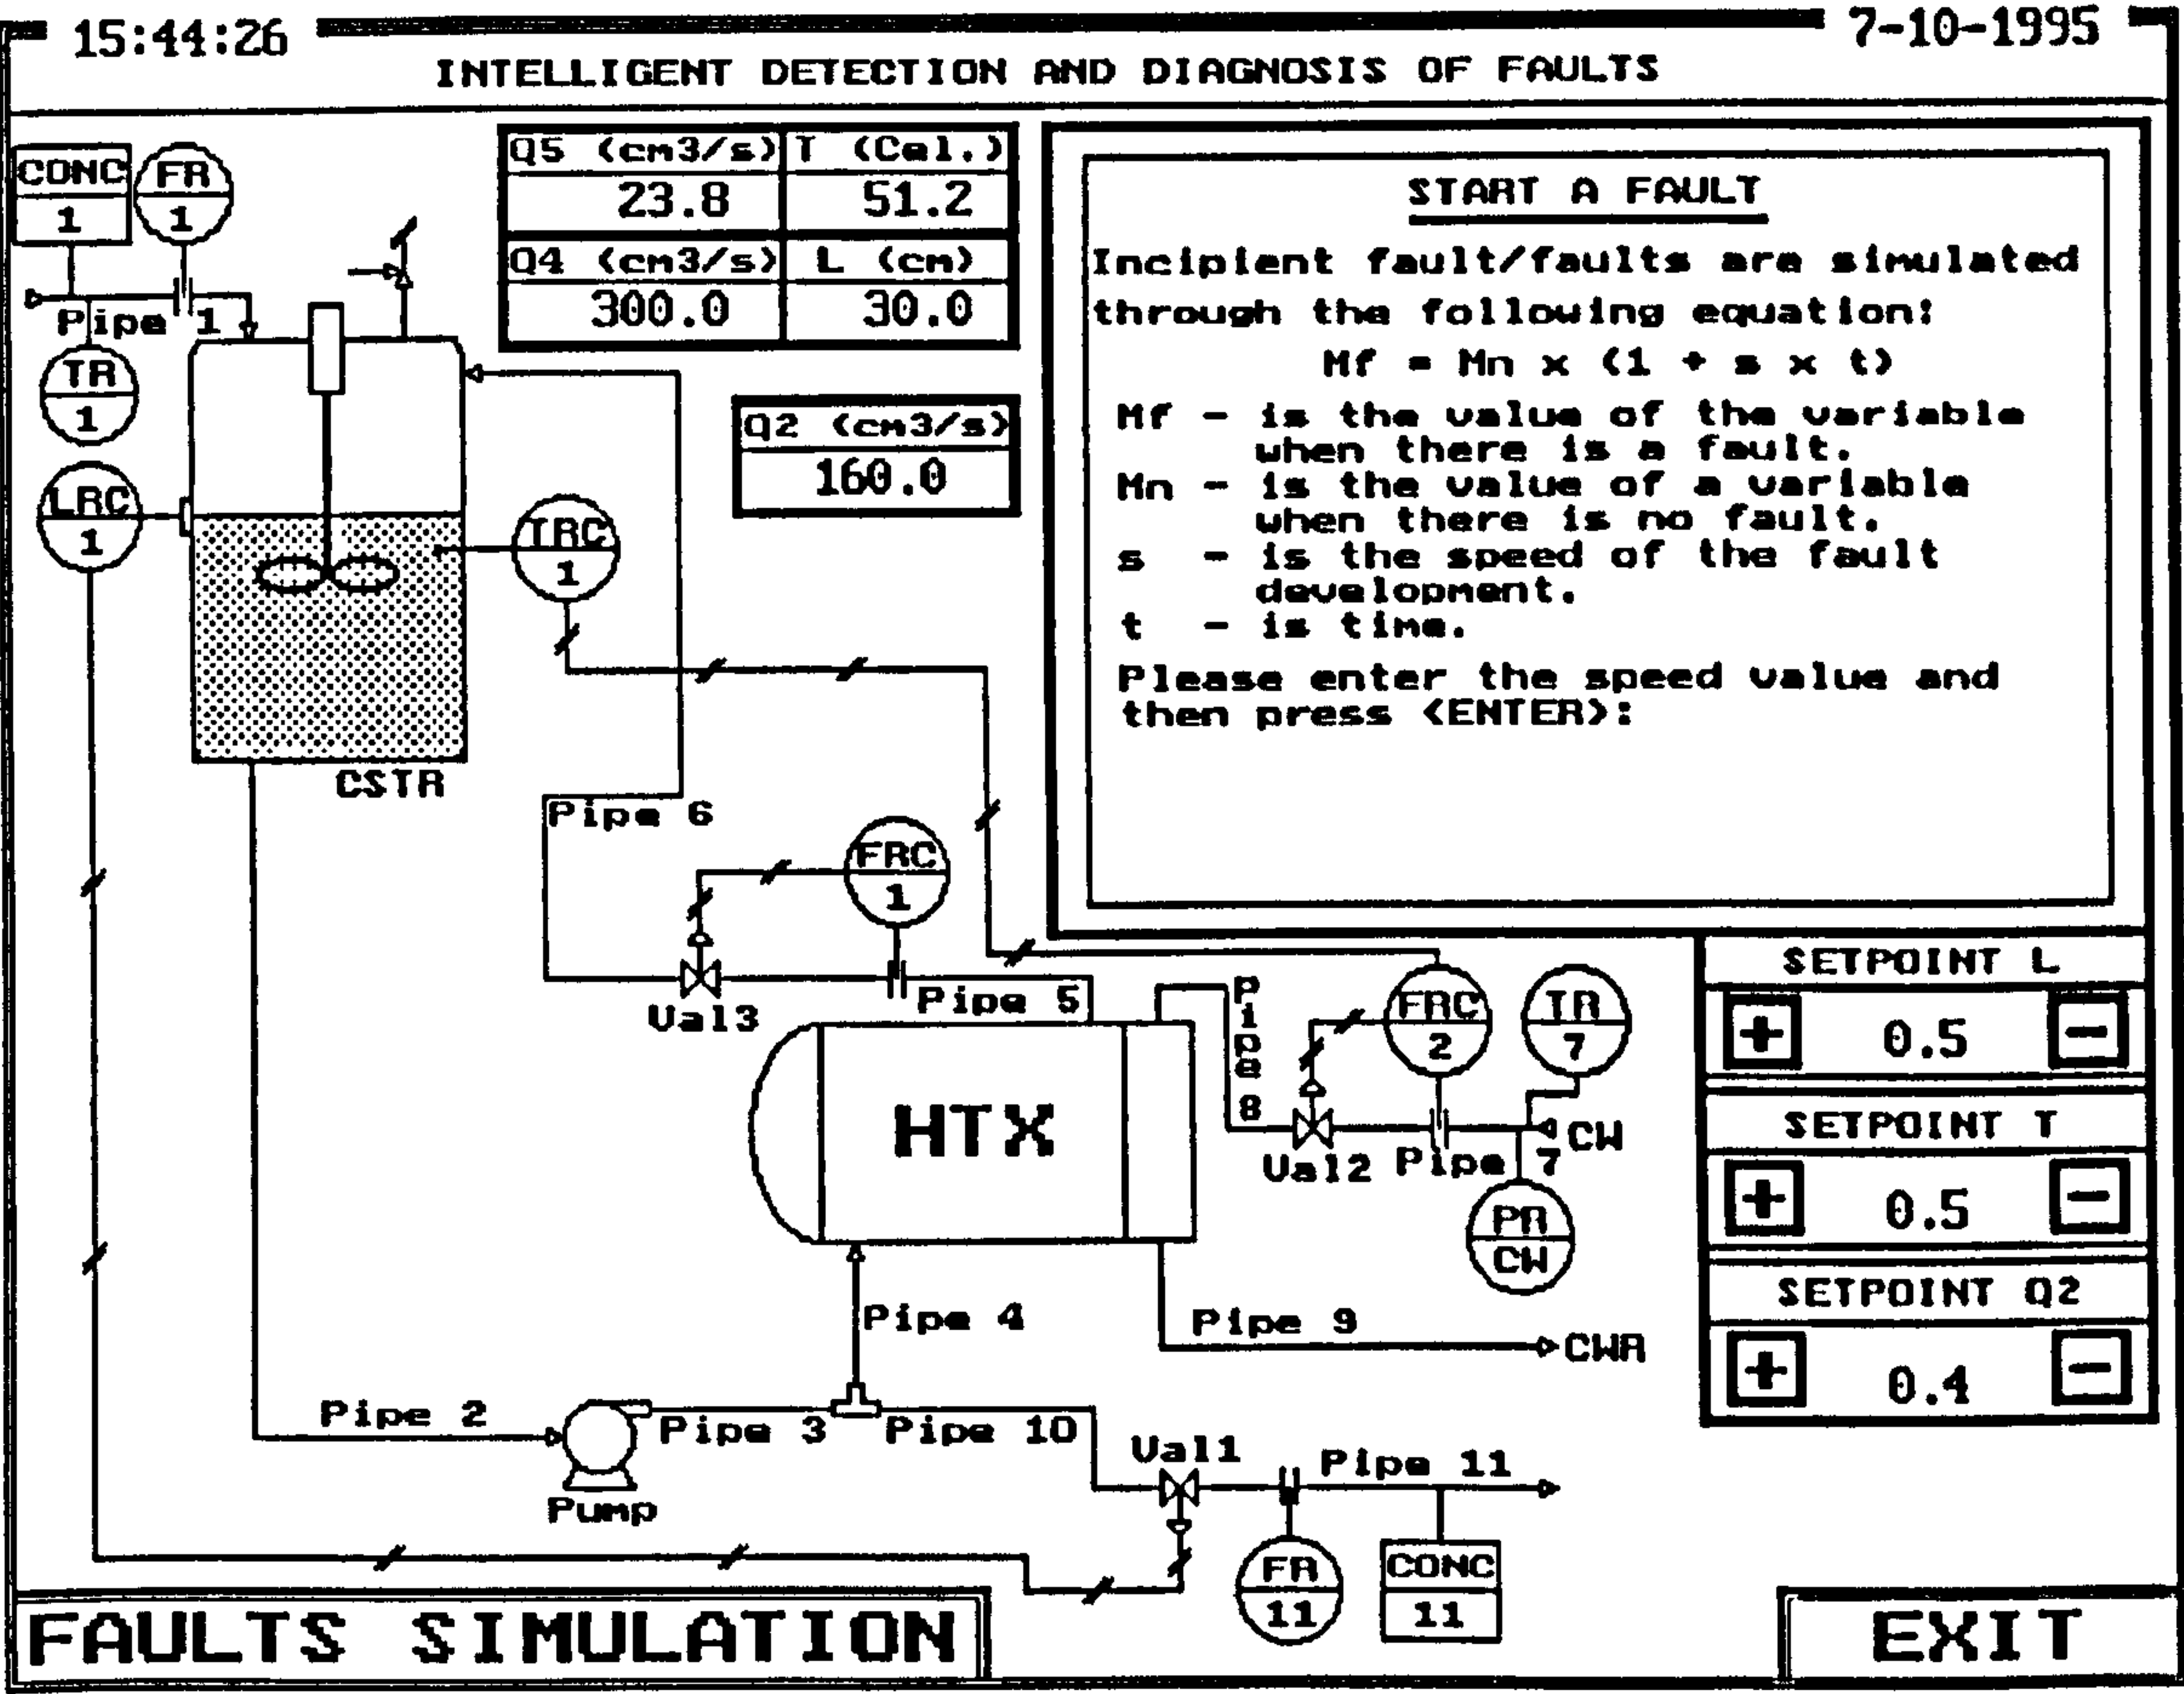 15:44:26
7-10-1995
INTELLIGENT DETECTION AND DIAGNOSIS OF FAULTS
CONC
1
FR
1
Pipe 1
TR
1
LRC
1
Q5 (cm3/s) T (Cel.)
23.8 51.2
Q4 (cm3/s) L (cm)
300.0 30.0
Q2 (cm3/s)
160.0
TRC
1
CSTR
START A FAULT
Incipient fault/faults are simulated
through the following equation:
Mf = Mn x (1 + s x t)
Mf - is the value of the variable
when there is a fault.
Mn - is the value of a variable
when there is no fault.
s - is the speed of the fault
development.
t - is time.
Please enter the speed value and
then press <ENTER>:
Pipe 6
FRC
1
Val3
Pipe 5
Pipe 8
FRC
2
TR
7
HTX
Val2
Pipe 7
CW
PR
CW
Pipe 4
Pipe 9
CWR
Pipe 2
Pipe 3
Pipe 10
Pump
Val1
Pipe 11
FR
11
CONC
11
SETPOINT L
+ 0.5 -
SETPOINT T
+ 0.5 -
SETPOINT Q2
+ 0.4 -
FAULTS SIMULATION
EXIT